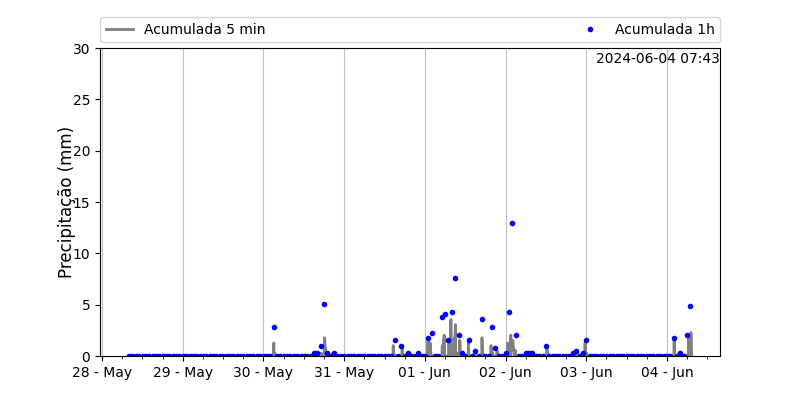 Acumulada 5 min
Acumulada 1h
2024-06-04 07:43
Precipitação (mm)
30
25
20
15
10
5
0
28 - May
29 - May
30 - May
31 - May
01 - Jun
02 - Jun
03 - Jun
04 - Jun